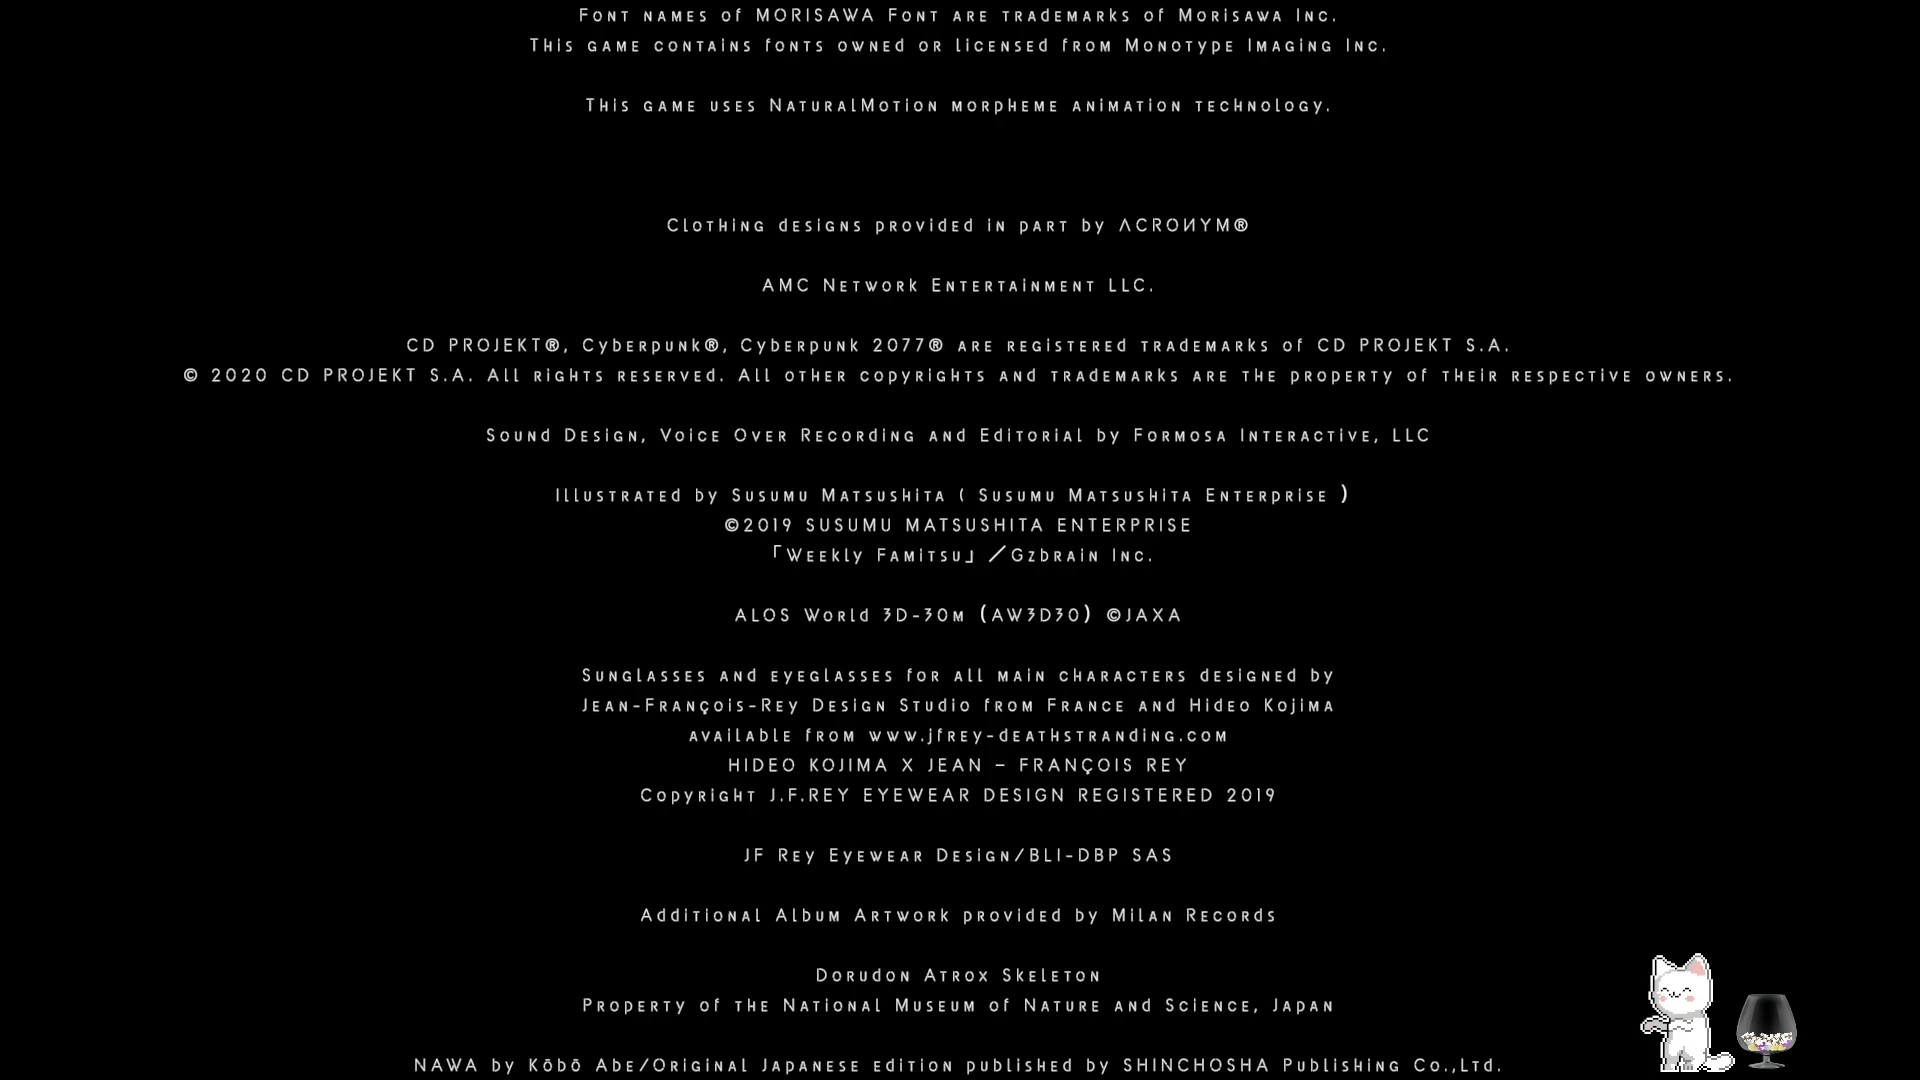 Font names of MORISAWA Font are trademarks of Morisawa Inc.
This game contains fonts owned or licensed from Monotype Imaging Inc.
This game uses NaturalMotion morpheme animation technology.
Clothing designs provided in part by ΛCROИYM®
AMC Network Entertainment LLC.
CD PROJEKT®, Cyberpunk®, Cyberpunk 2077® are registered trademarks of CD PROJEKT S.A.
© 2020 CD PROJEKT S.A. All rights reserved. All other copyrights and trademarks are the property of their respective owners.
Sound Design, Voice Over Recording and Editorial by Formosa Interactive, LLC
Illustrated by Susumu Matsushita ( Susumu Matsushita Enterprise )
©2019 SUSUMU MATSUSHITA ENTERPRISE
「Weekly Famitsu」／Gzbrain Inc.
ALOS World 3D-30m (AW3D30) ©JAXA
Sunglasses and eyeglasses for all main characters designed by
Jean-François-Rey Design Studio from France and Hideo Kojima
available from www.jfrey-deathstranding.com
HIDEO KOJIMA X JEAN – FRANÇOIS REY
Copyright J.F.REY EYEWEAR DESIGN REGISTERED 2019
JF Rey Eyewear Design/BLI-DBP SAS
Additional Album Artwork provided by Milan Records
Dorudon Atrox Skeleton
Property of the National Museum of Nature and Science, Japan
NAWA by Kōbō Abe/Original Japanese edition published by SHINCHOSHA Publishing Co.,Ltd.